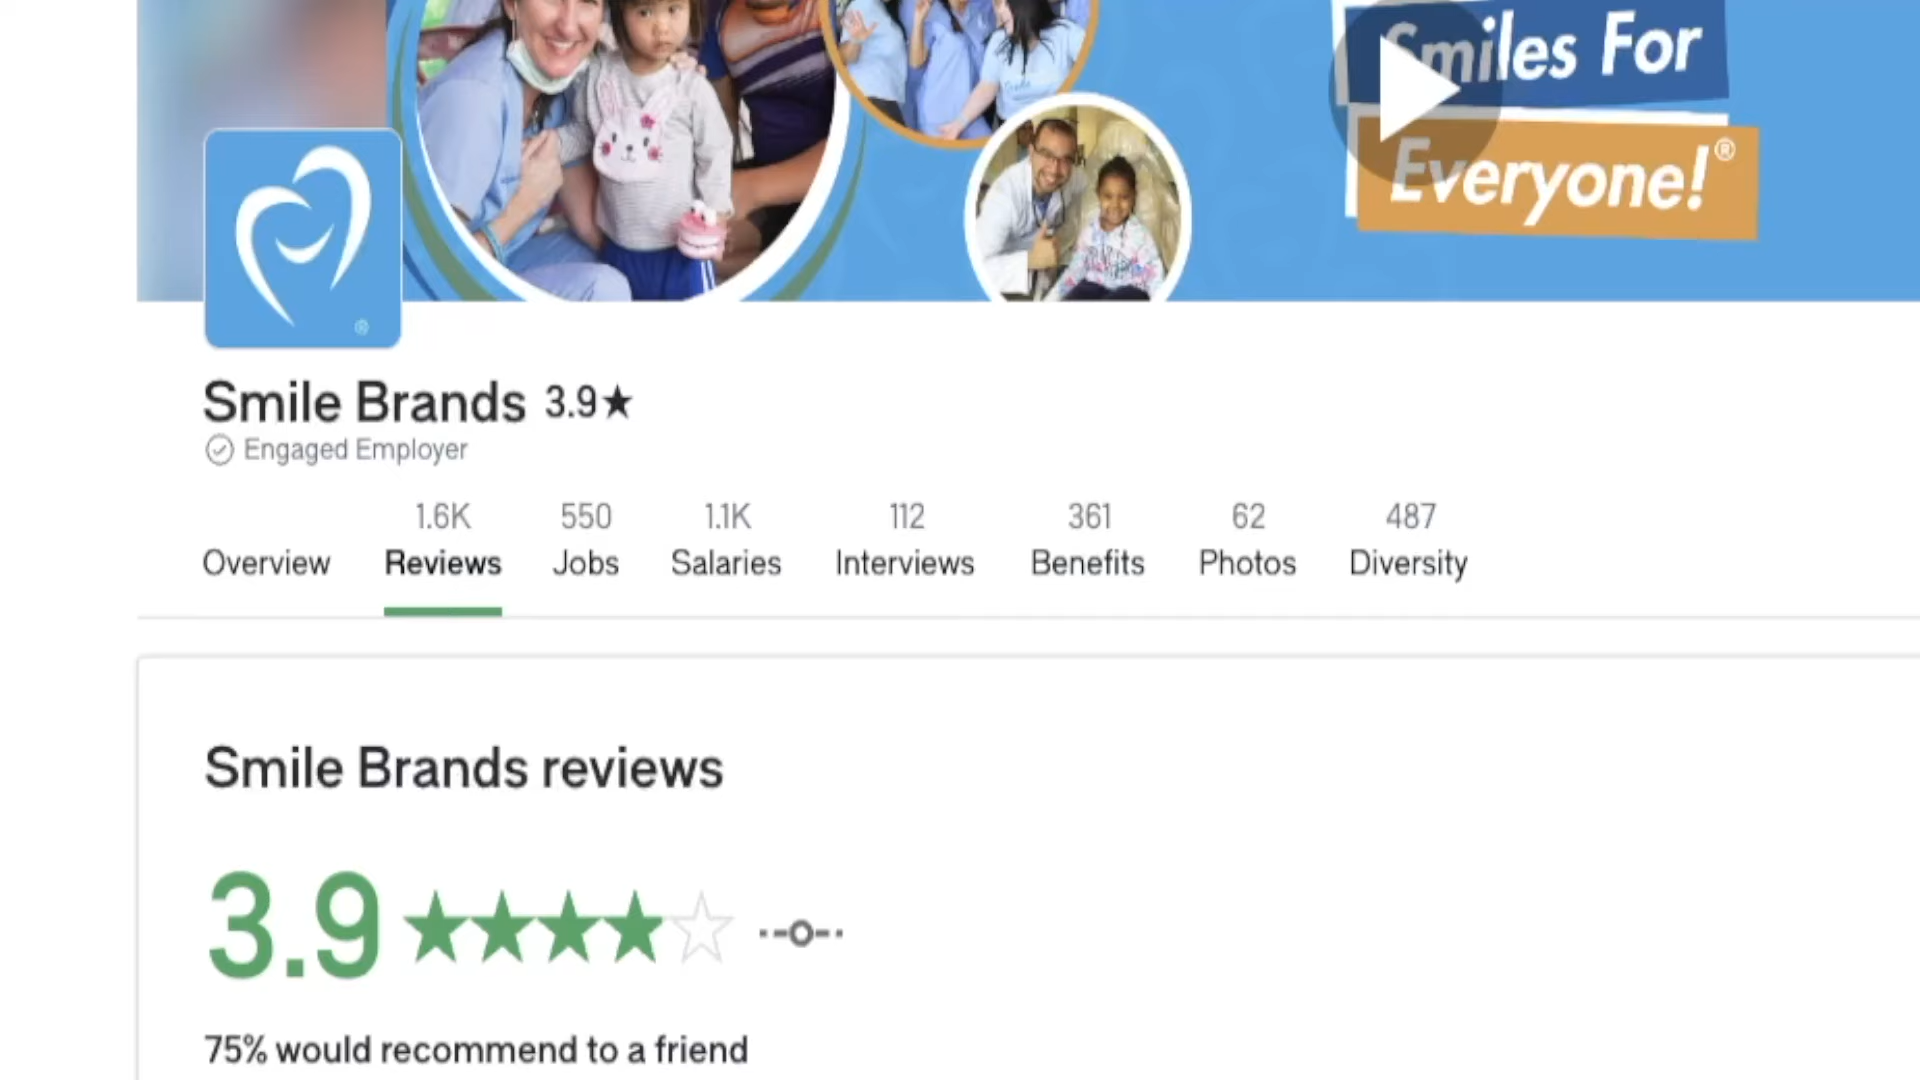 Smiles For
Everyone!®
®
Smile Brands 3.9★
Engaged Employer
1.6K 550 1.1K 112 361 62 487
Overview Reviews Jobs Salaries Interviews Benefits Photos Diversity
Smile Brands reviews
3.9
75% would recommend to a friend